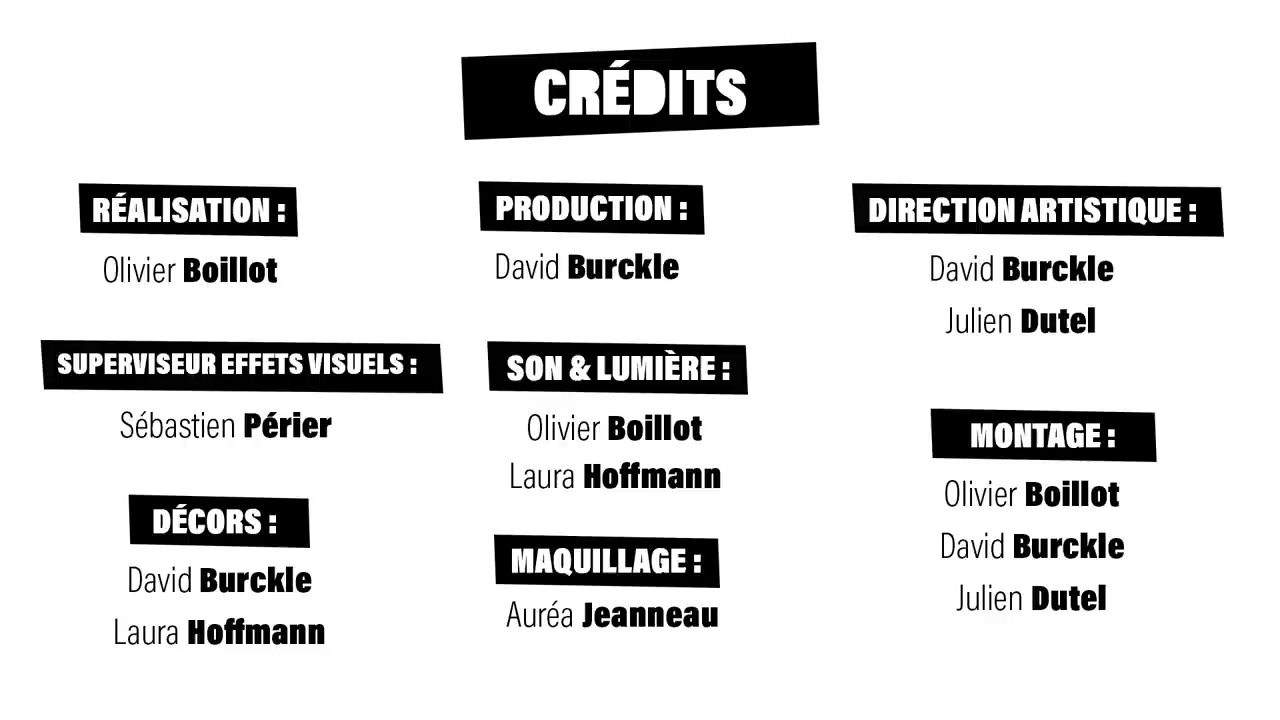 CRÉDITS
RÉALISATION :
Olivier Boillot
PRODUCTION :
David Burckle
DIRECTION ARTISTIQUE :
David Burckle
Julien Dutel
SUPERVISEUR EFFETS VISUELS :
Sébastien Périer
SON & LUMIÈRE :
Olivier Boillot
Laura Hoffmann
MONTAGE :
Olivier Boillot
David Burckle
Julien Dutel
DÉCORS :
David Burckle
Laura Hoffmann
MAQUILLAGE :
Auréa Jeanneau